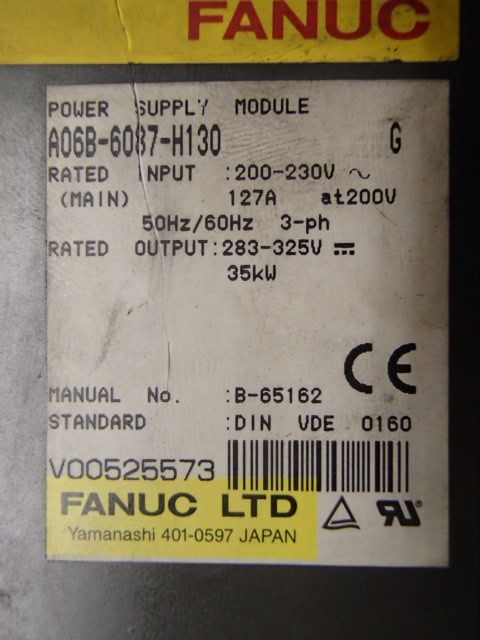 FANUC
POWER SUPPLY MODULE
A06B-6087-H130 G
RATED INPUT :200-230V ~
(MAIN) 127A at200V
50Hz/60Hz 3-ph
RATED OUTPUT:283-325V ⎓
35kW
CE
MANUAL No. :B-65162
STANDARD :DIN VDE 0160
V00525573
FANUC LTD
Yamanashi 401-0597 JAPAN